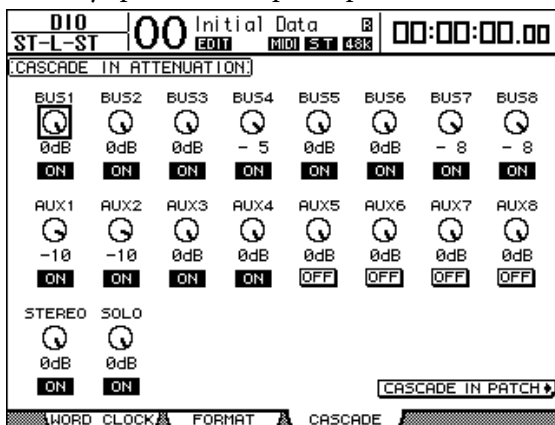 DIO
ST-L-ST
00 Initial Data B
EDIT MIDI ST 48k
00:00:00.00
CASCADE IN ATTENUATION
BUS1 BUS2 BUS3 BUS4 BUS5 BUS6 BUS7 BUS8
0dB 0dB 0dB - 5 0dB 0dB - 8 - 8
ON ON ON ON ON ON ON ON
AUX1 AUX2 AUX3 AUX4 AUX5 AUX6 AUX7 AUX8
-10 -10 0dB 0dB 0dB 0dB 0dB 0dB
ON ON ON ON OFF OFF OFF OFF
STEREO SOLO
0dB 0dB
ON ON
CASCADE IN PATCH
WORD CLOCK FORMAT CASCADE